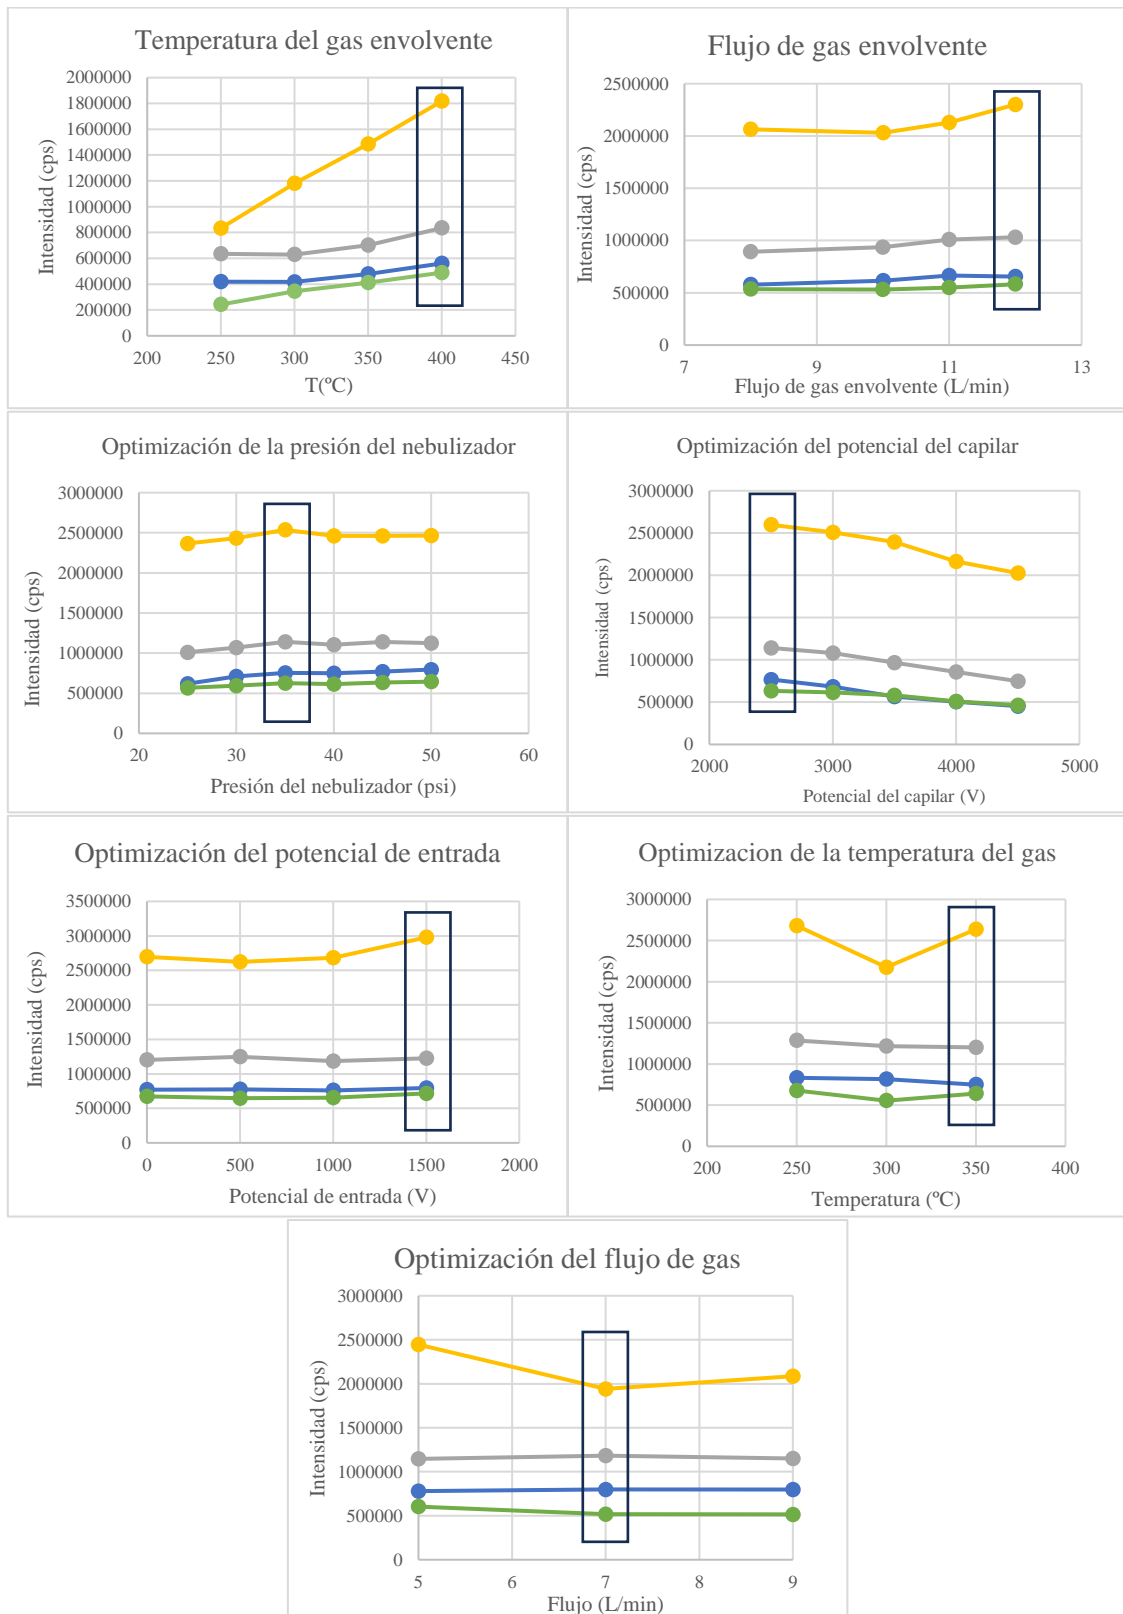 Temperatura del gas envolvente
Intensidad (cps)
2000000
1800000
1600000
1400000
1200000
1000000
800000
600000
400000
200000
0
200 250 300 350 400 450
T(ºC)
Flujo de gas envolvente
Intensidad (cps)
2500000
2000000
1500000
1000000
500000
0
7 9 11 13
Flujo de gas envolvente (L/min)
Optimización de la presión del nebulizador
Intensidad (cps)
3000000
2500000
2000000
1500000
1000000
500000
0
20 30 40 50 60
Presión del nebulizador (psi)
Optimización del potencial del capilar
Intensidad (cps)
3000000
2500000
2000000
1500000
1000000
500000
0
2000 3000 4000 5000
Potencial del capilar (V)
Optimización del potencial de entrada
Intensidad (cps)
3500000
3000000
2500000
2000000
1500000
1000000
500000
0
0 500 1000 1500 2000
Potencial de entrada (V)
Optimizacion de la temperatura del gas
Intensidad (cps)
3000000
2500000
2000000
1500000
1000000
500000
0
200 250 300 350 400
Temperatura (ºC)
Optimización del flujo de gas
Intensidad (cps)
3000000
2500000
2000000
1500000
1000000
500000
0
5 6 7 8 9
Flujo (L/min)